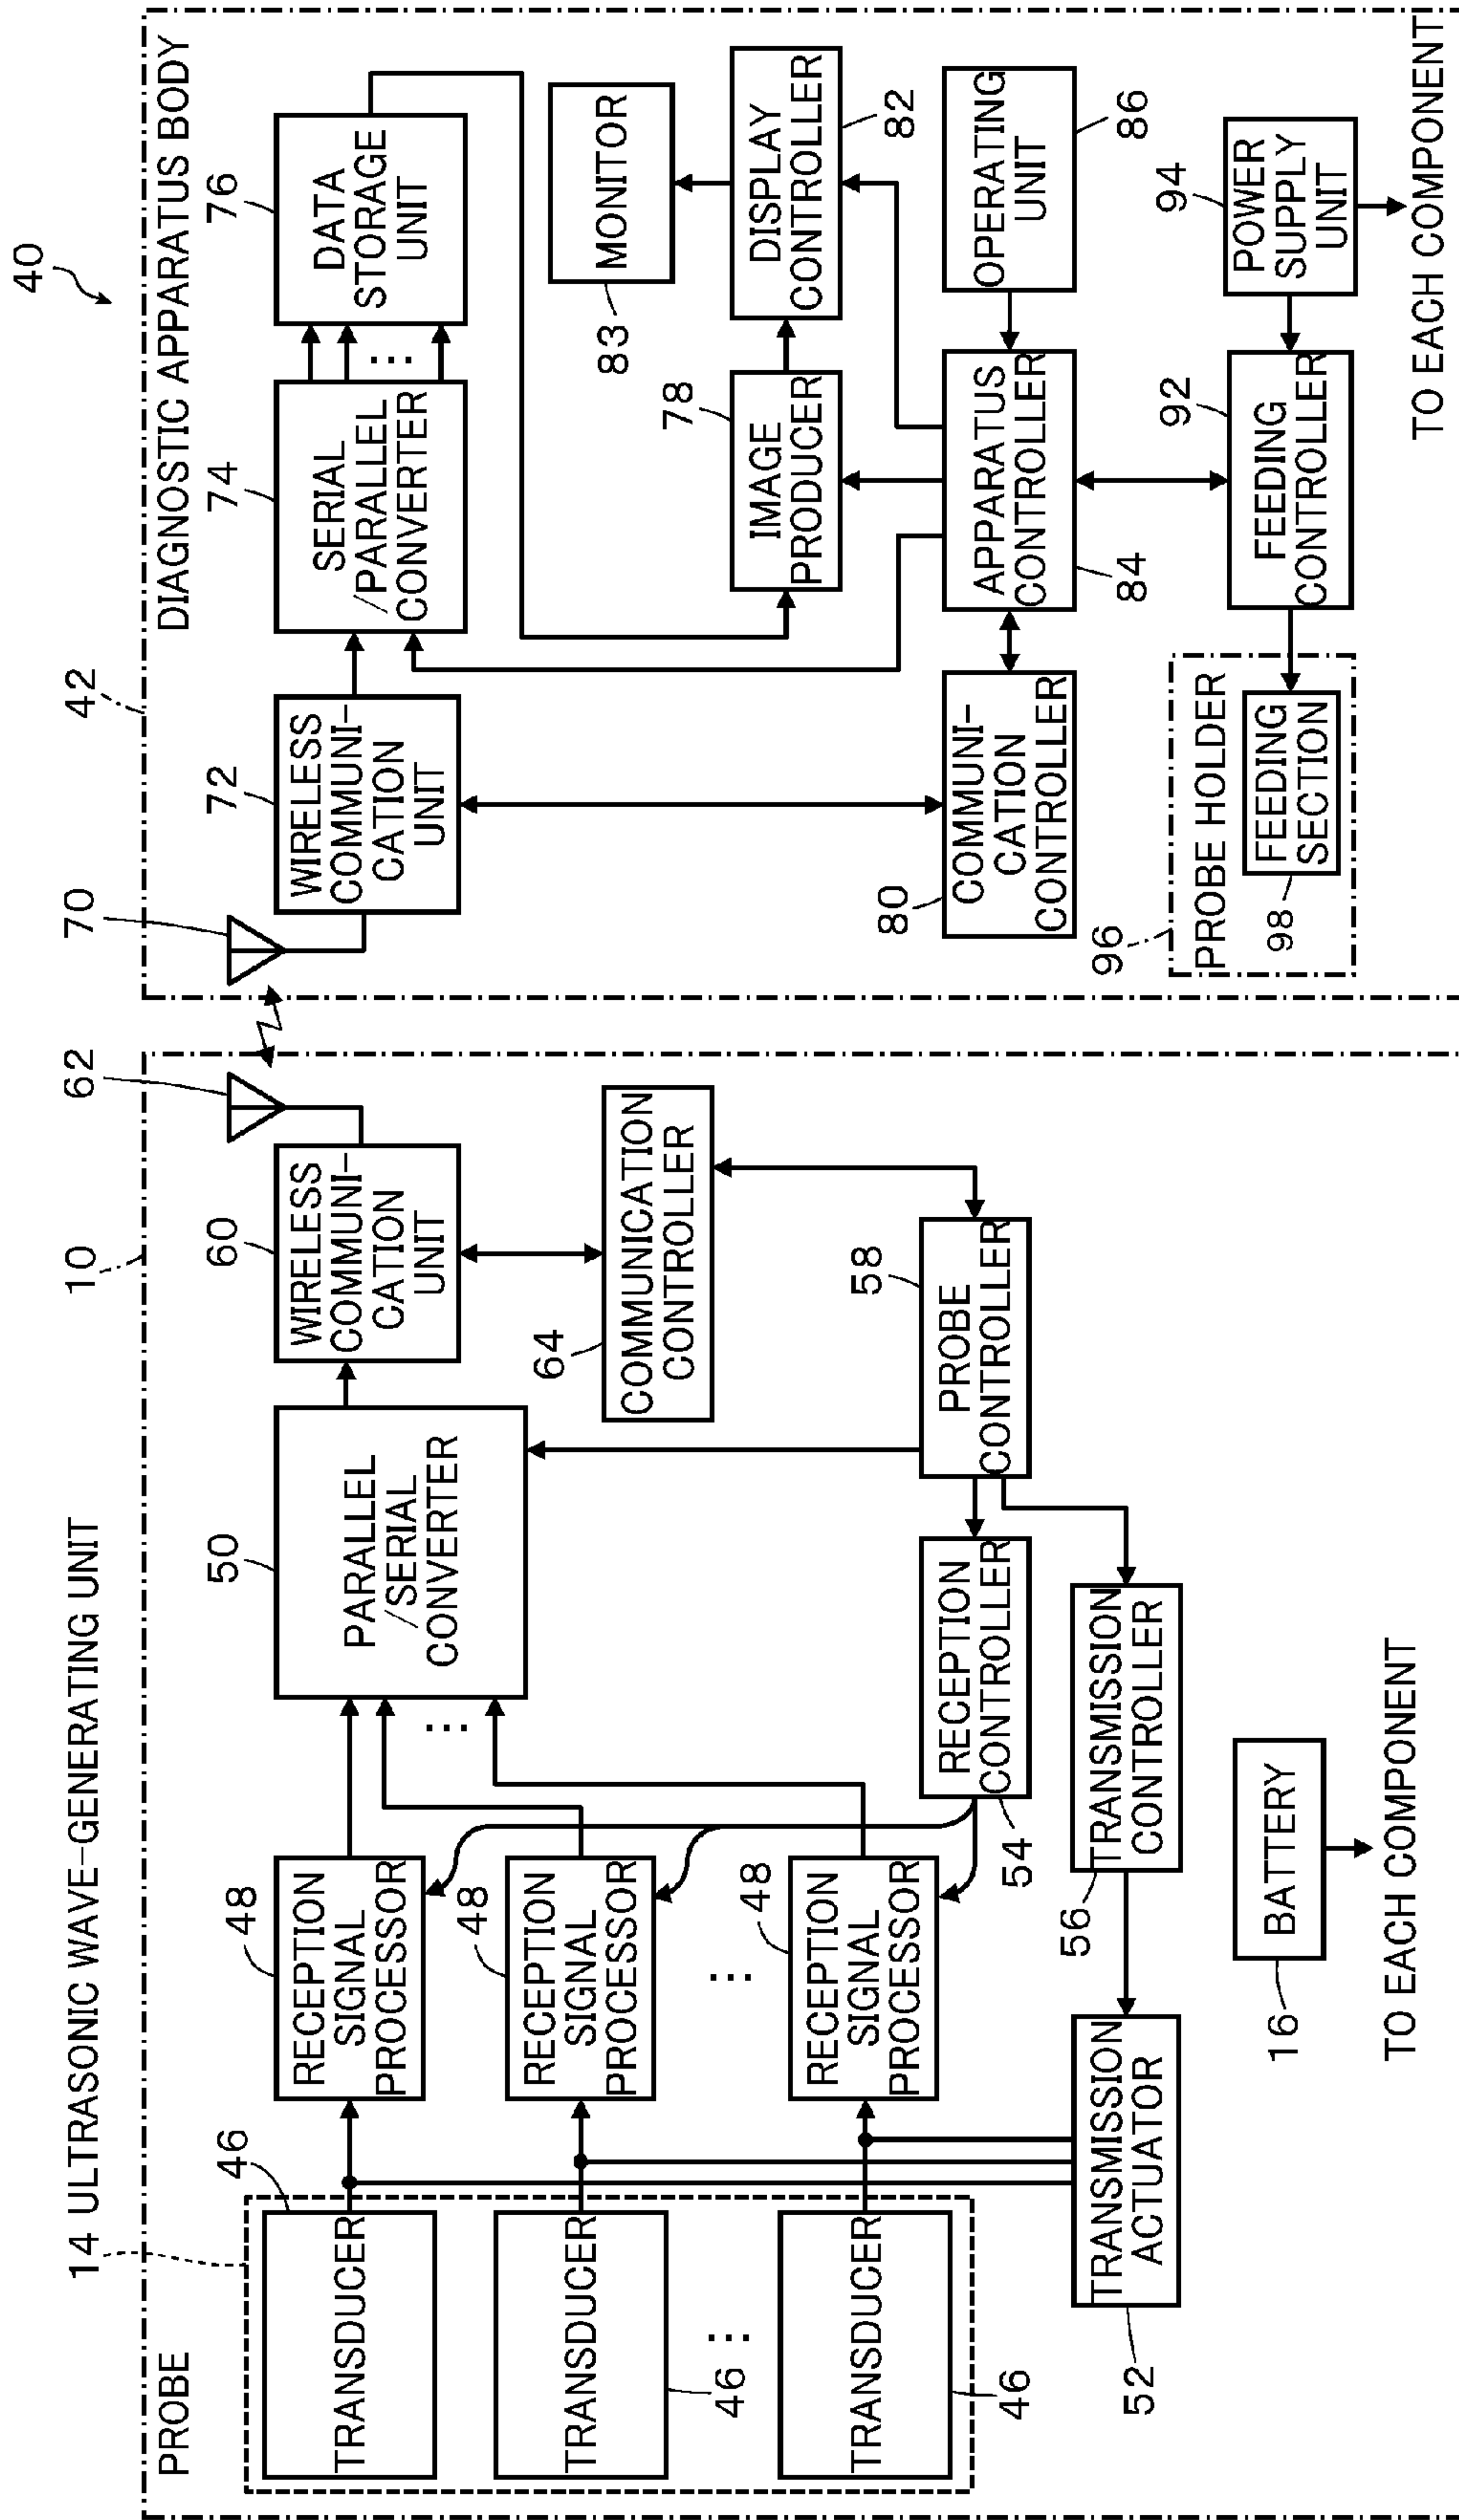 40
14 ULTRASONIC WAVE-GENERATING UNIT
10
62
70
42
PROBE
DIAGNOSTIC APPARATUS BODY
46
48
50
60
72
74
76
TRANSDUCER
RECEPTION
SIGNAL
PROCESSOR
PARALLEL
/SERIAL
CONVERTER
WIRELESS
COMMUNI-
CATION
UNIT
WIRELESS
COMMUNI-
CATION
UNIT
SERIAL
/PARALLEL
CONVERTER
DATA
STORAGE
UNIT
...
...
48
TRANSDUCER
RECEPTION
SIGNAL
PROCESSOR
64
COMMUNICATION
CONTROLLER
83
MONITOR
46
...
...
48
78
TRANSDUCER
RECEPTION
SIGNAL
PROCESSOR
IMAGE
PRODUCER
DISPLAY
CONTROLLER
82
46
58
80
RECEPTION
CONTROLLER
54
PROBE
CONTROLLER
COMMUNI-
CATION
CONTROLLER
APPARATUS
CONTROLLER
84
OPERATING
UNIT
86
56
TRANSMISSION
ACTUATOR
52
TRANSMISSION
CONTROLLER
96
92
94
PROBE HOLDER
FEEDING
SECTION
98
FEEDING
CONTROLLER
POWER
SUPPLY
UNIT
16
BATTERY
TO EACH COMPONENT
TO EACH COMPONENT